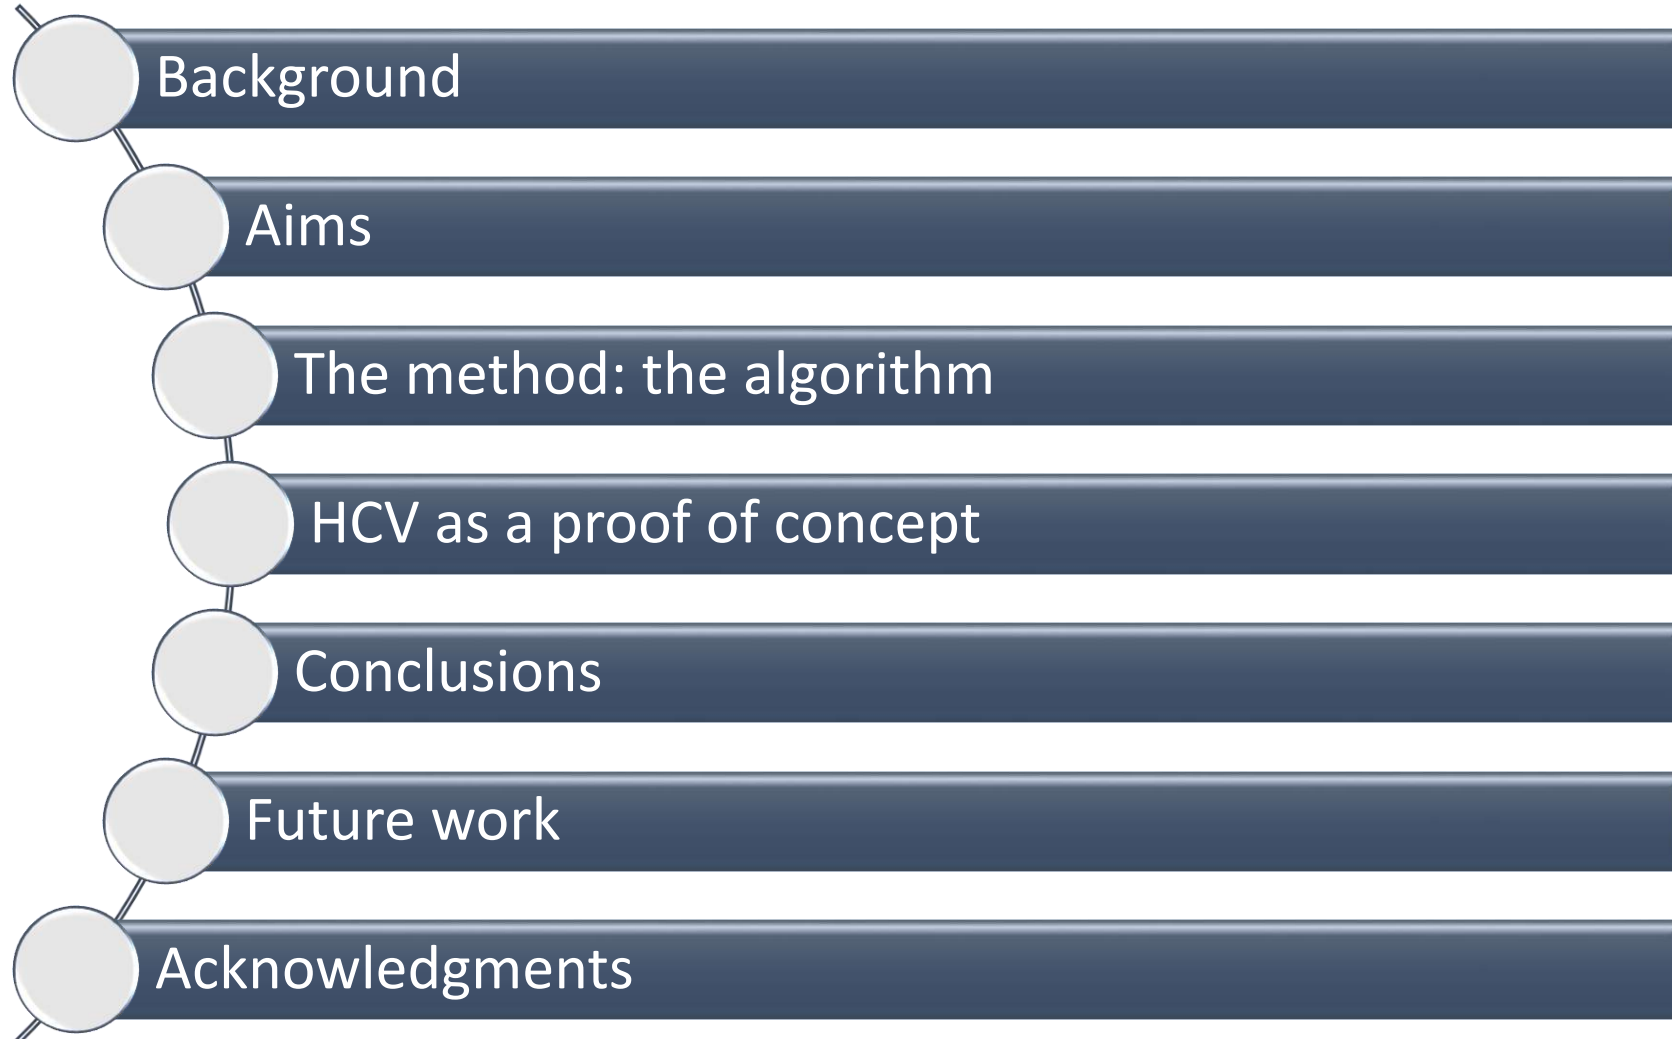 Background
Aims
The method: the algorithm
HCV as a proof of concept
Conclusions
Future work
Acknowledgments